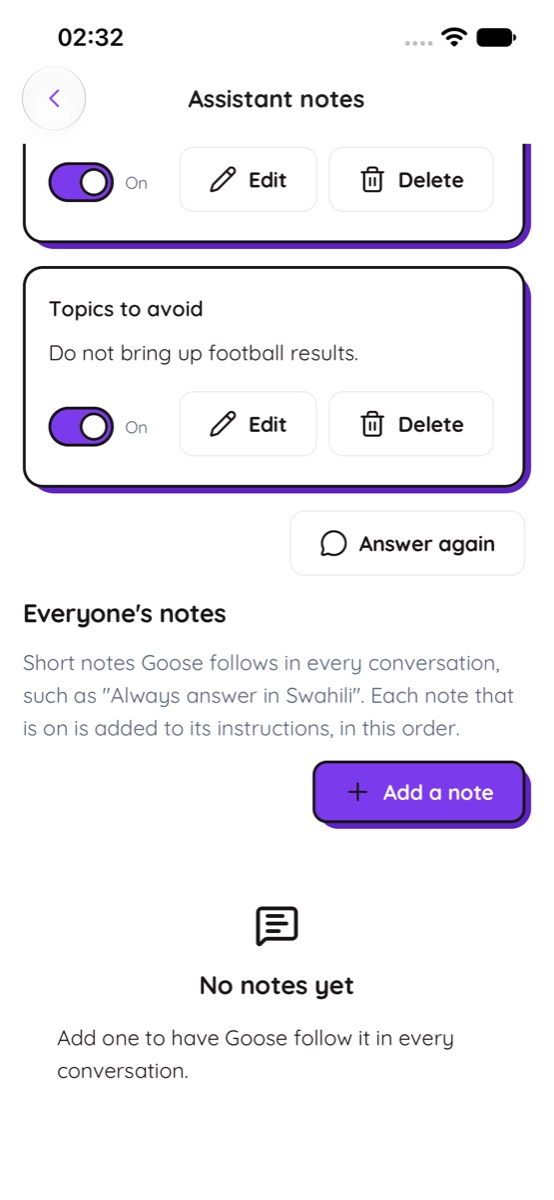 02:32
Assistant notes
On
Edit
Delete
Topics to avoid
Do not bring up football results.
On
Edit
Delete
Answer again
Everyone's notes
Short notes Goose follows in every conversation,
such as "Always answer in Swahili". Each note that
is on is added to its instructions, in this order.
Add a note
No notes yet
Add one to have Goose follow it in every
conversation.